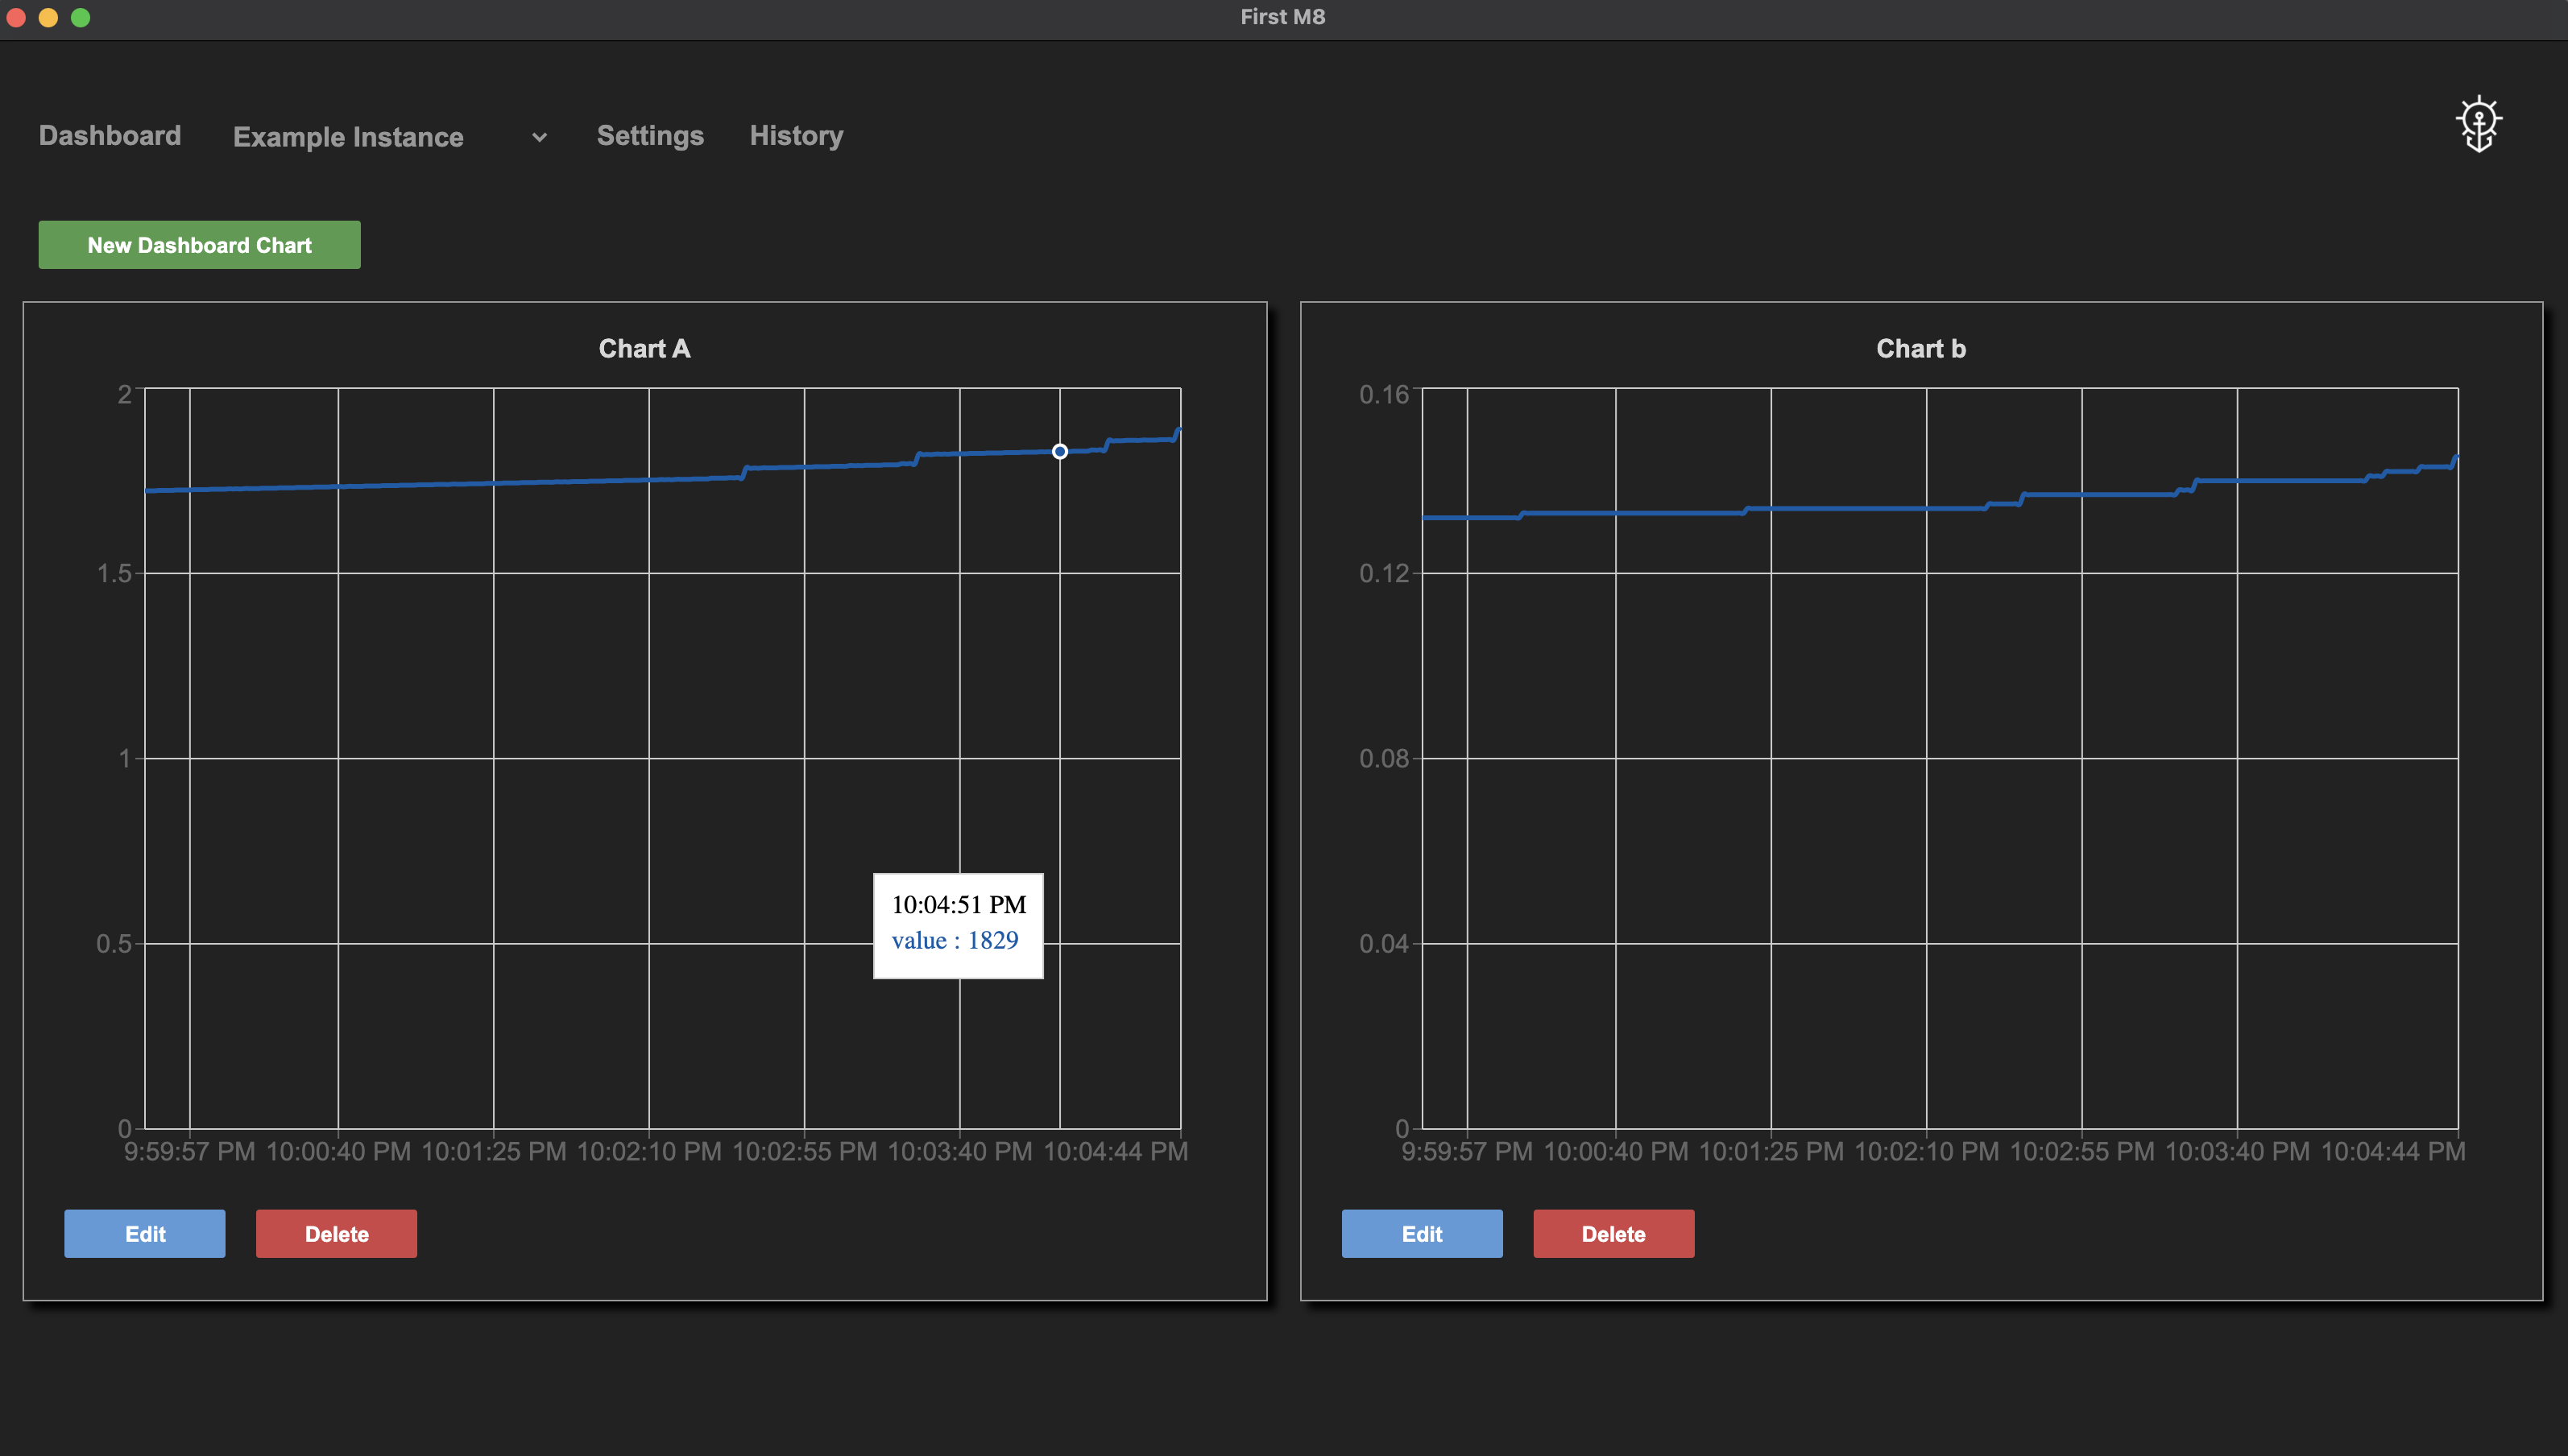 First M8
Dashboard Example Instance Settings History
New Dashboard Chart
Chart A
2
1.5
1
0.5
0
10:04:51 PM
value : 1829
9:59:57 PM 10:00:40 PM 10:01:25 PM 10:02:10 PM 10:02:55 PM 10:03:40 PM 10:04:44 PM
Edit Delete
Chart b
0.16
0.12
0.08
0.04
0
9:59:57 PM 10:00:40 PM 10:01:25 PM 10:02:10 PM 10:02:55 PM 10:03:40 PM 10:04:44 PM
Edit Delete